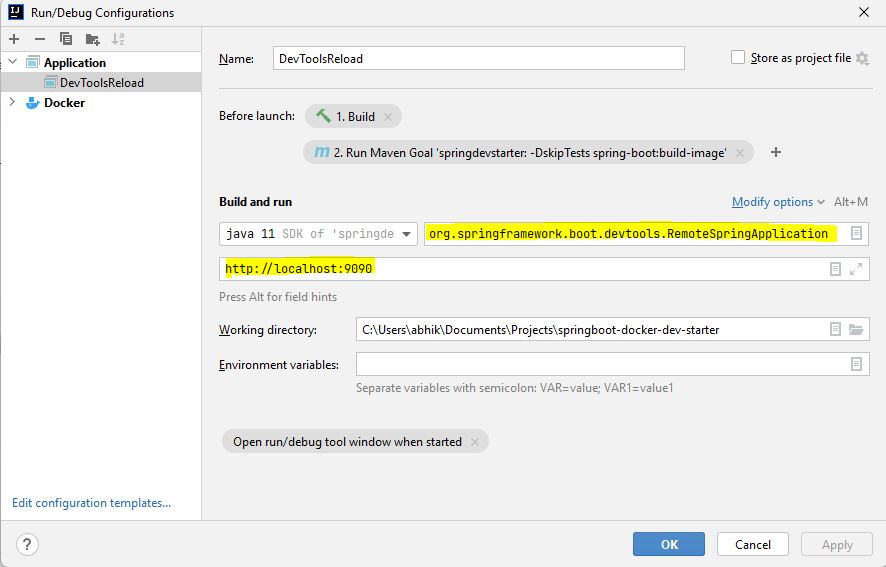 Run/Debug Configurations
Application
DevToolsReload
Docker
Edit configuration templates...
Name:
DevToolsReload
Store as project file
Before launch:
1. Build
2. Run Maven Goal 'springdevstarter: -DskipTests spring-boot:build-image'
Build and run
Modify options
Alt+M
java 11 SDK of 'springde
org.springframework.boot.devtools.RemoteSpringApplication
http://localhost:9090
Press Alt for field hints
Working directory:
C:\Users\abhik\Documents\Projects\springboot-docker-dev-starter
Environment variables:
Separate variables with semicolon: VAR=value; VAR1=value1
Open run/debug tool window when started
?
OK
Cancel
Apply